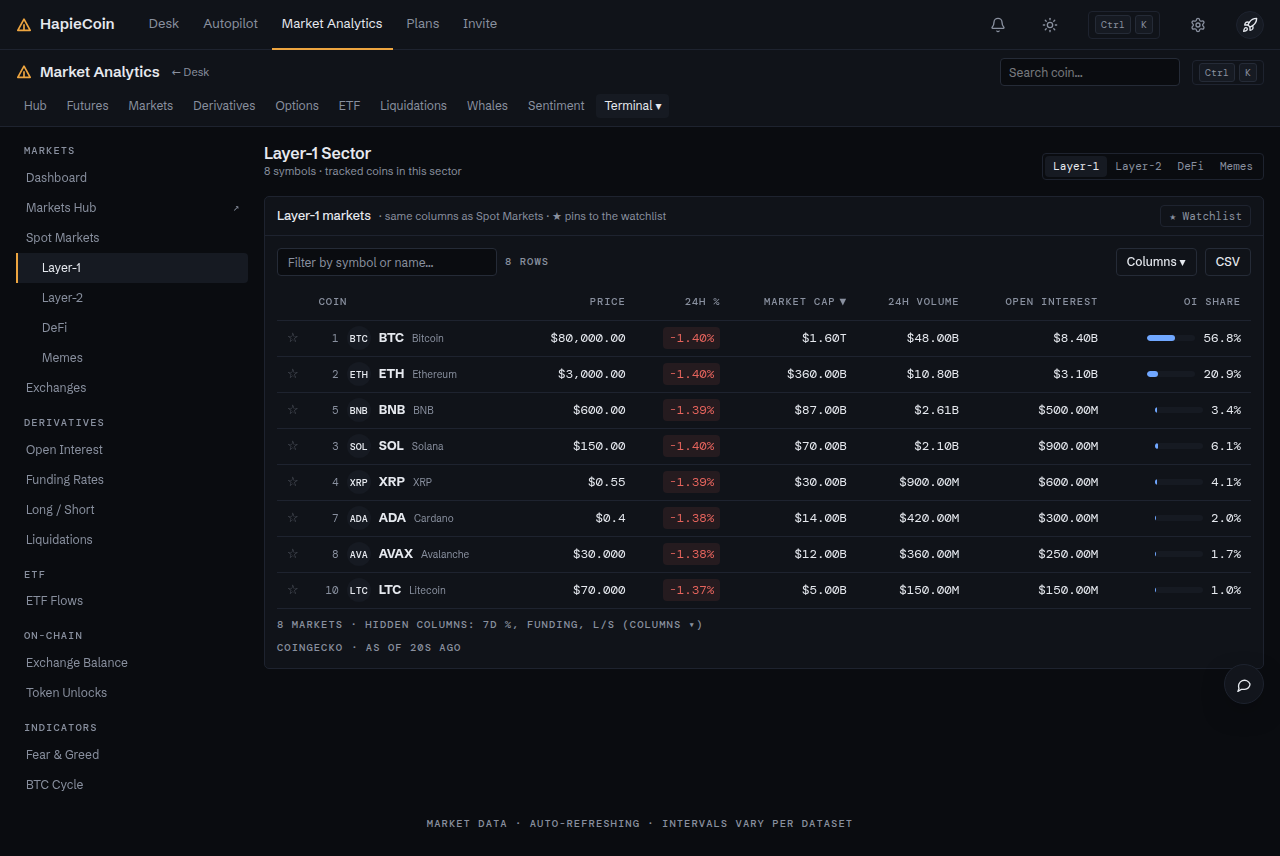 HapieCoin Desk Autopilot Market Analytics Plans Invite Ctrl K
Market Analytics ← Desk Search coin... Ctrl K
Hub Futures Markets Derivatives Options ETF Liquidations Whales Sentiment Terminal ▾
MARKETS
Dashboard
Markets Hub ↗
Spot Markets
Layer-1
Layer-2
DeFi
Memes
Exchanges
DERIVATIVES
Open Interest
Funding Rates
Long / Short
Liquidations
ETF
ETF Flows
ON-CHAIN
Exchange Balance
Token Unlocks
INDICATORS
Fear & Greed
BTC Cycle
Layer-1 Sector
8 symbols · tracked coins in this sector
Layer-1 Layer-2 DeFi Memes
Layer-1 markets · same columns as Spot Markets · ★ pins to the watchlist ★ Watchlist
Filter by symbol or name... 8 ROWS Columns ▾ CSV
COIN PRICE 24H % MARKET CAP ▼ 24H VOLUME OPEN INTEREST OI SHARE
☆ 1 BTC BTC Bitcoin $80,000.00 -1.40% $1.60T $48.00B $8.40B 56.8%
☆ 2 ETH ETH Ethereum $3,000.00 -1.40% $360.00B $10.80B $3.10B 20.9%
☆ 5 BNB BNB BNB $600.00 -1.39% $87.00B $2.61B $500.00M 3.4%
☆ 3 SOL SOL Solana $150.00 -1.40% $70.00B $2.10B $900.00M 6.1%
☆ 4 XRP XRP XRP $0.55 -1.39% $30.00B $900.00M $600.00M 4.1%
☆ 7 ADA ADA Cardano $0.4 -1.38% $14.00B $420.00M $300.00M 2.0%
☆ 8 AVA AVAX Avalanche $30.000 -1.38% $12.00B $360.00M $250.00M 1.7%
☆ 10 LTC LTC Litecoin $70.000 -1.37% $5.00B $150.00M $150.00M 1.0%
8 MARKETS · HIDDEN COLUMNS: 7D %, FUNDING, L/S (COLUMNS ▾)
COINGECKO · AS OF 20S AGO
MARKET DATA · AUTO-REFRESHING · INTERVALS VARY PER DATASET